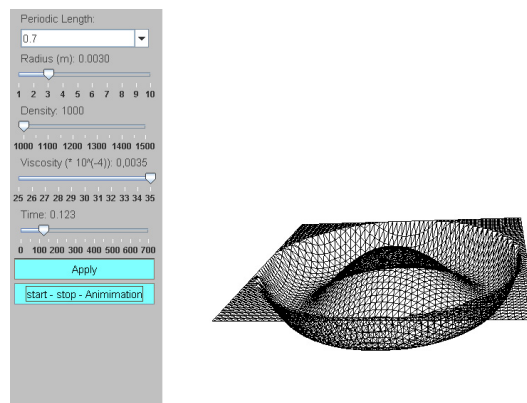 Periodic Length:
0.7
Radius (m): 0.0030
1 2 3 4 5 6 7 8 9 10
Density: 1000
1000 1100 1200 1300 1400 1500
Viscosity (* 10^(-4)): 0,0035
25 26 27 28 29 30 31 32 33 34 35
Time: 0.123
0 100 200 300 400 500 600 700
Apply
start - stop - Animimation